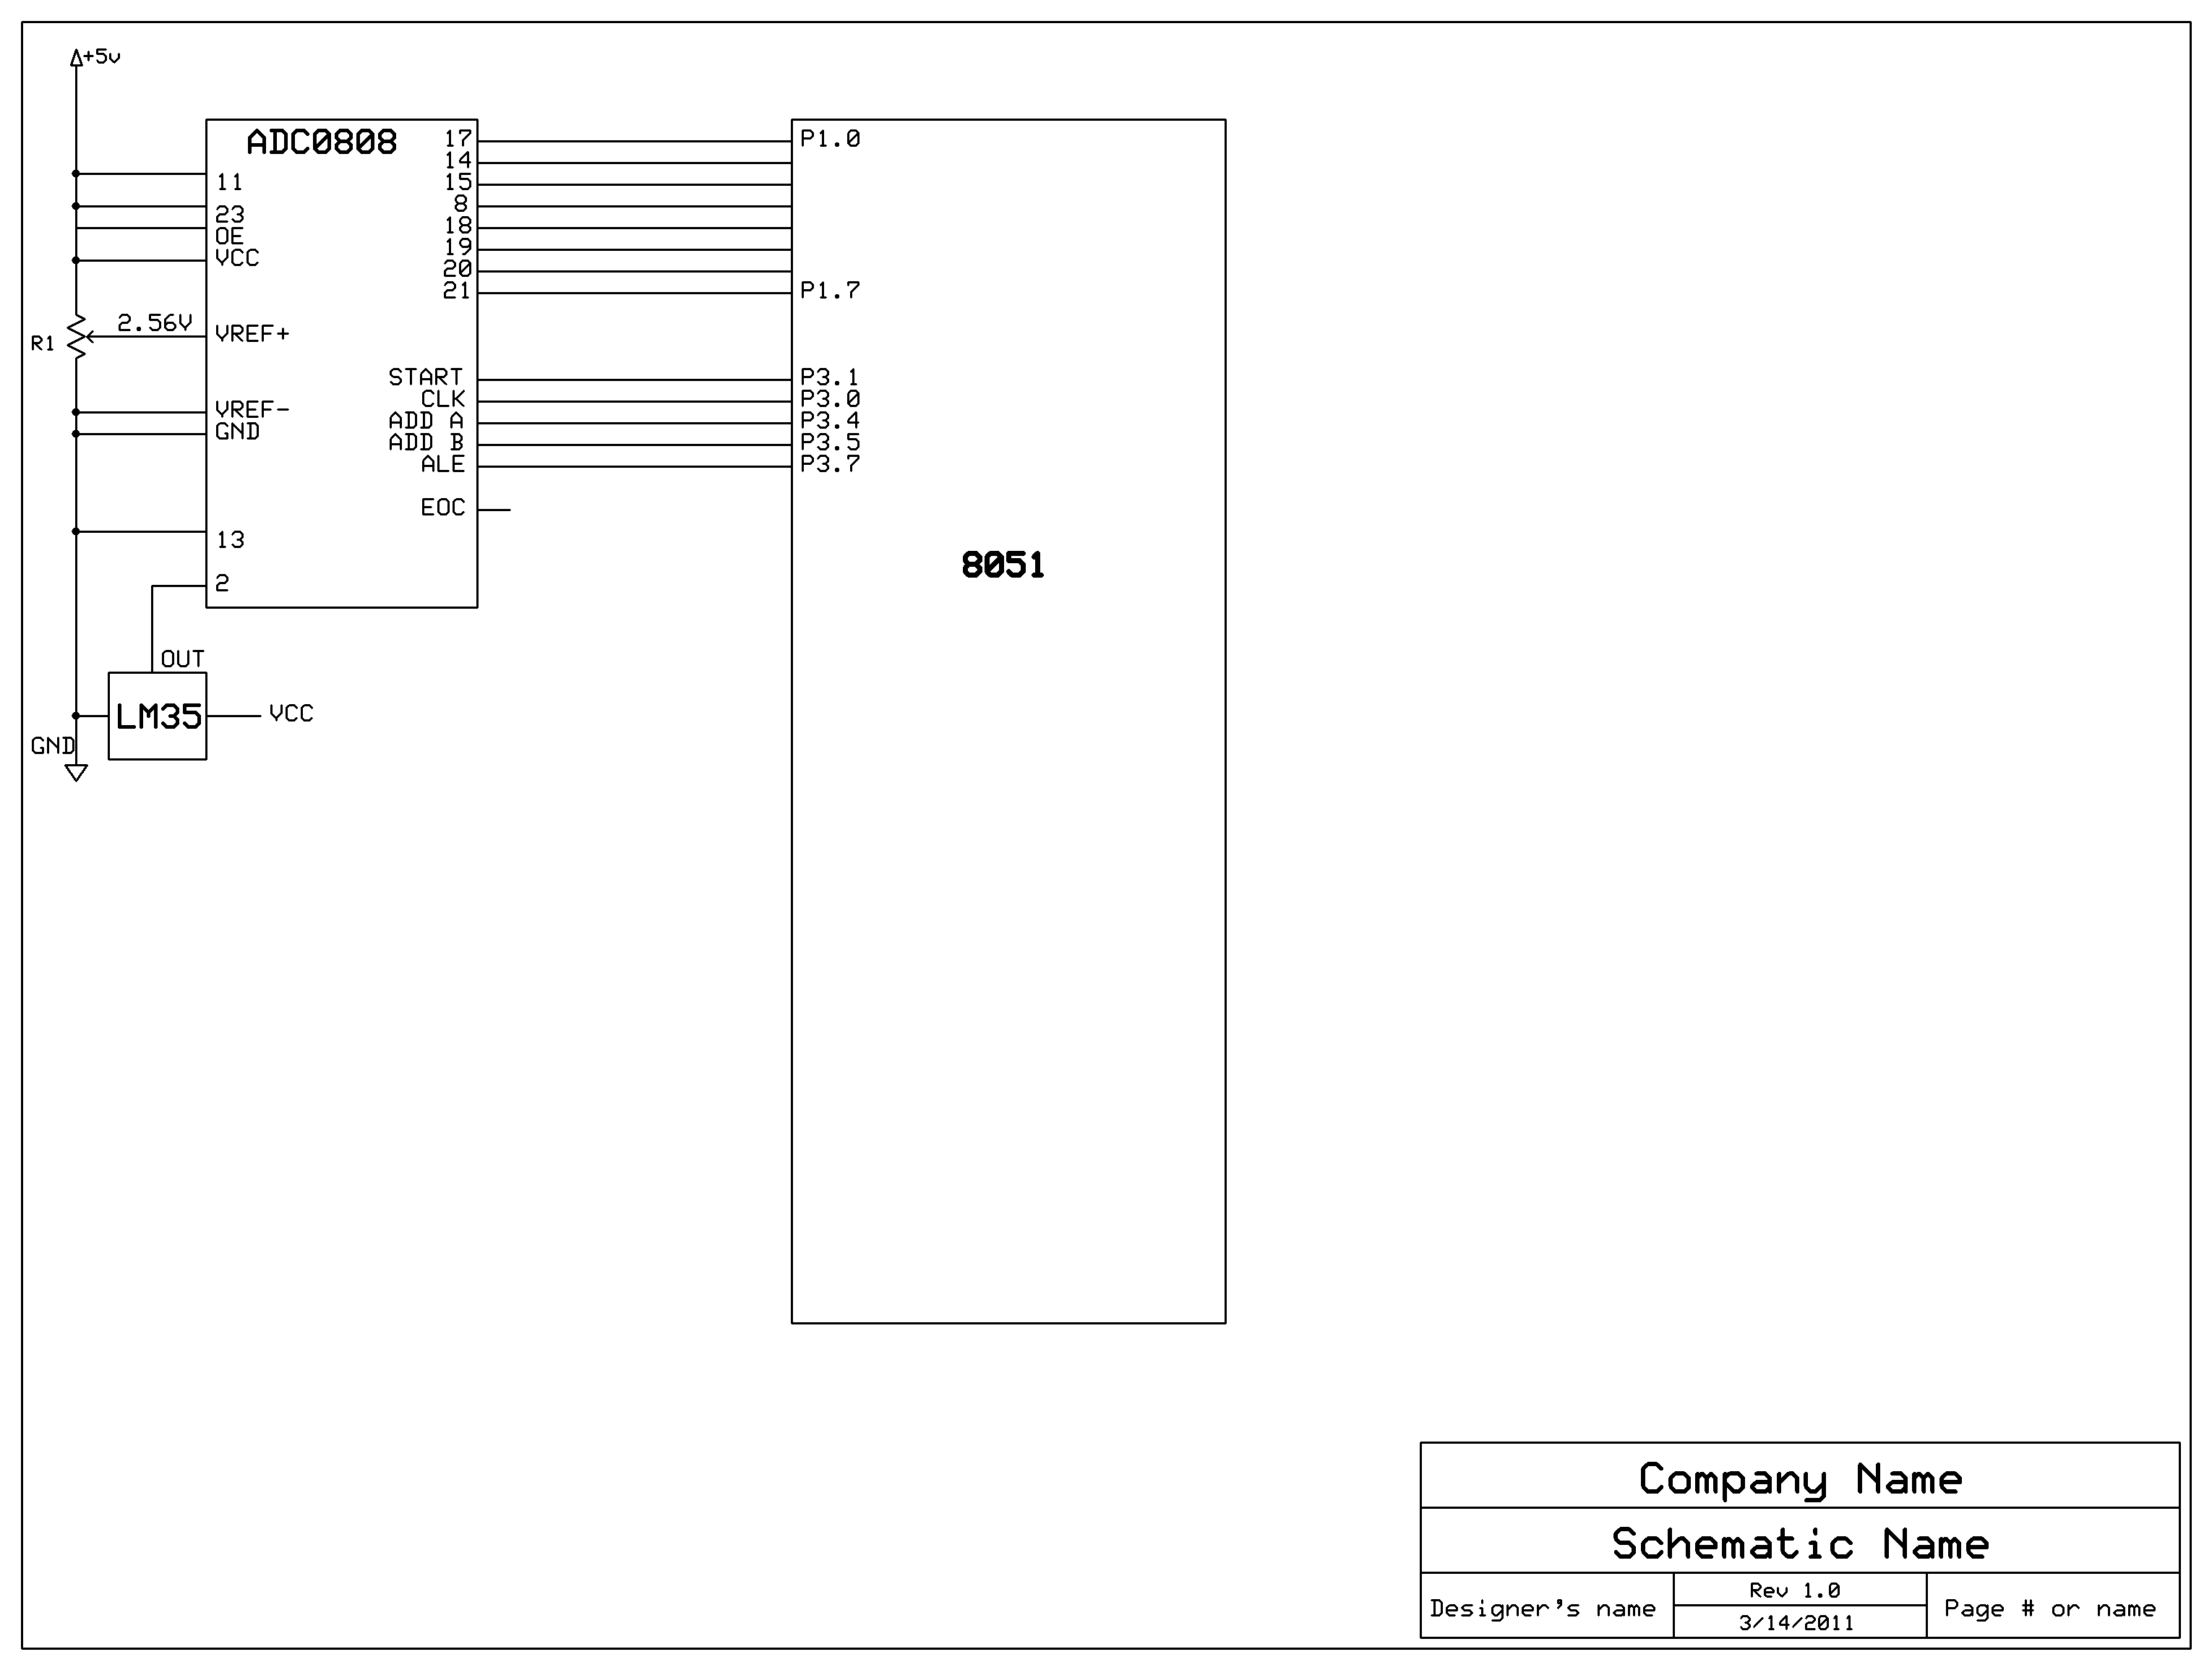 +5v
ADC0808
11
23
OE
VCC
2.56V
R1
VREF+
VREF-
GND
13
2
17
14
15
8
18
19
20
21
START
CLK
ADD A
ADD B
ALE
EOC
P1.0
P1.7
P3.1
P3.0
P3.4
P3.5
P3.7
8051
OUT
LM35
VCC
GND
Company Name
Schematic Name
Designer's name
Rev 1.0
3/14/2011
Page # or name